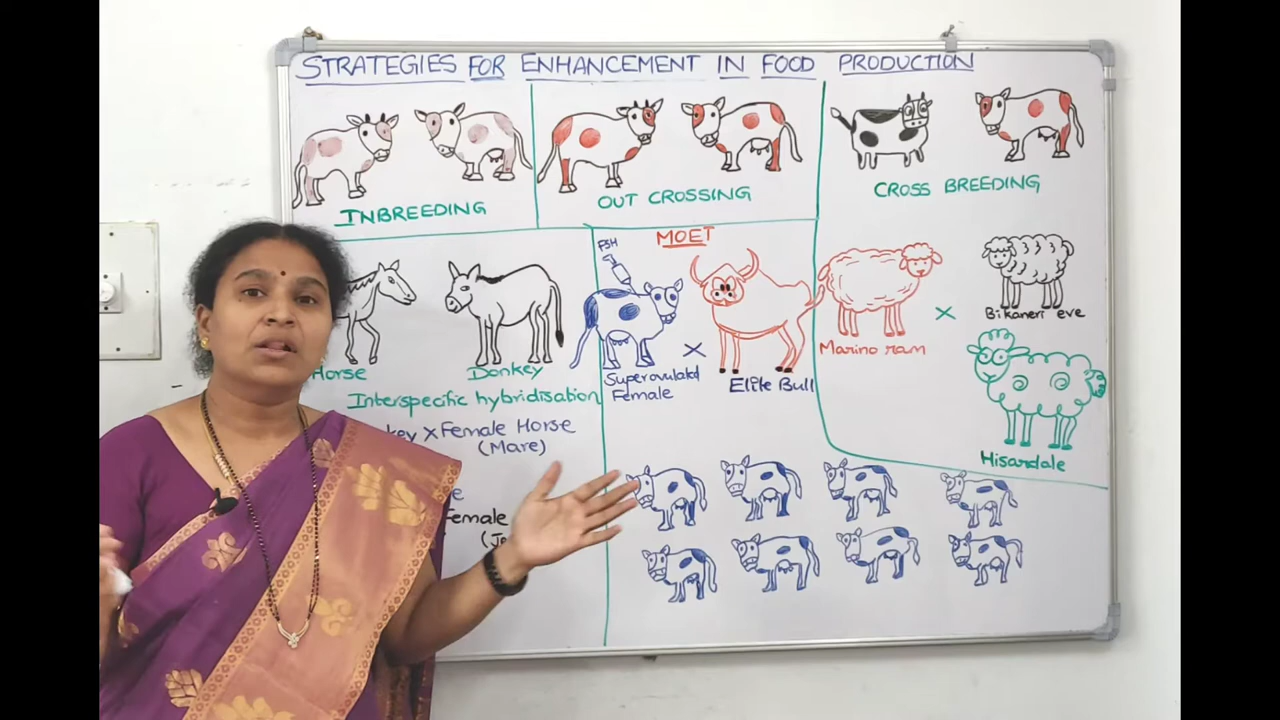 STRATEGIES FOR ENHANCEMENT IN FOOD PRODUCTION
INBREEDING
OUT CROSSING
CROSS BREEDING
Horse
Donkey
Interspecific hybridisation
X Female Horse
(Mare)
Female
MOET
FSH
X
Superovulated
Female
Elite Bull
Marino ram
X
Bikaneri eve
Hisardale